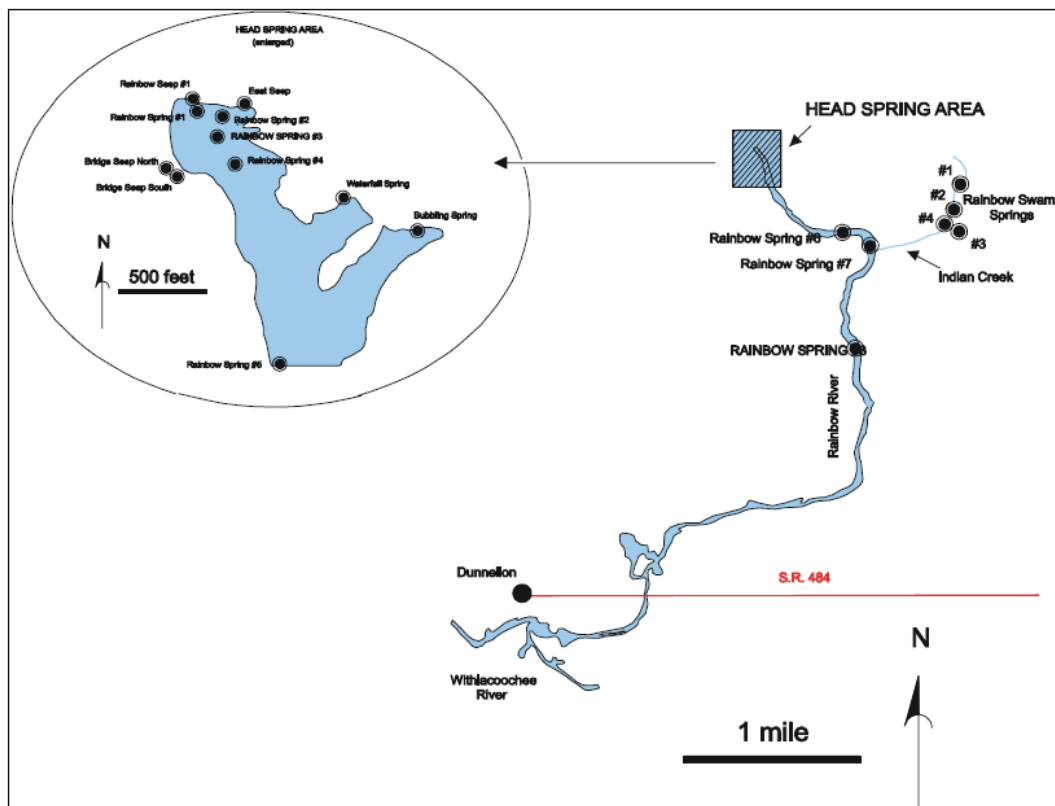 HEAD SPRING AREA
(enlarged)
Rainbow Seep #1
East Seep
Rainbow Spring #1
Rainbow Spring #2
RAINBOW SPRING #3
Bridge Seep North
Rainbow Spring #4
Bridge Seep South
Waterfall Spring
Bubbling Spring
N
500 feet
Rainbow Spring #5
HEAD SPRING AREA
#1
#2
Rainbow Swam
Springs
#4
#3
Rainbow Spring #6
Rainbow Spring #7
Indian Creek
RAINBOW SPRING #8
Rainbow River
Dunnellon
S.R. 484
Withlacoochee
River
N
1 mile